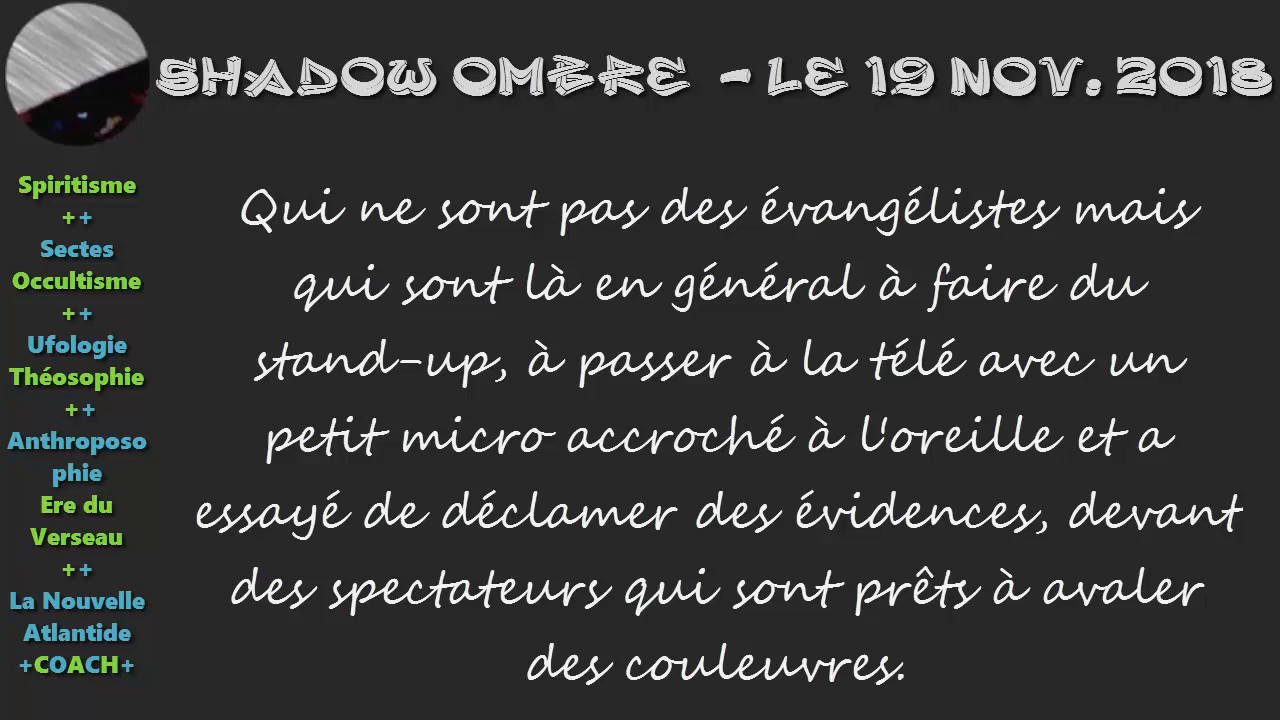 SHADOW OMBRE - LE 19 NOV. 2018
Spiritisme
++
Sectes
Occultisme
++
Ufologie
Théosophie
++
Anthroposo
phie
Ere du
Verseau
++
La Nouvelle
Atlantide
+COACH+
Qui ne sont pas des évangélistes mais
qui sont là en général à faire du
stand-up, à passer à la télé avec un
petit micro accroché à l'oreille et a
essayé de déclamer des évidences, devant
des spectateurs qui sont prêts à avaler
des couleuvres.